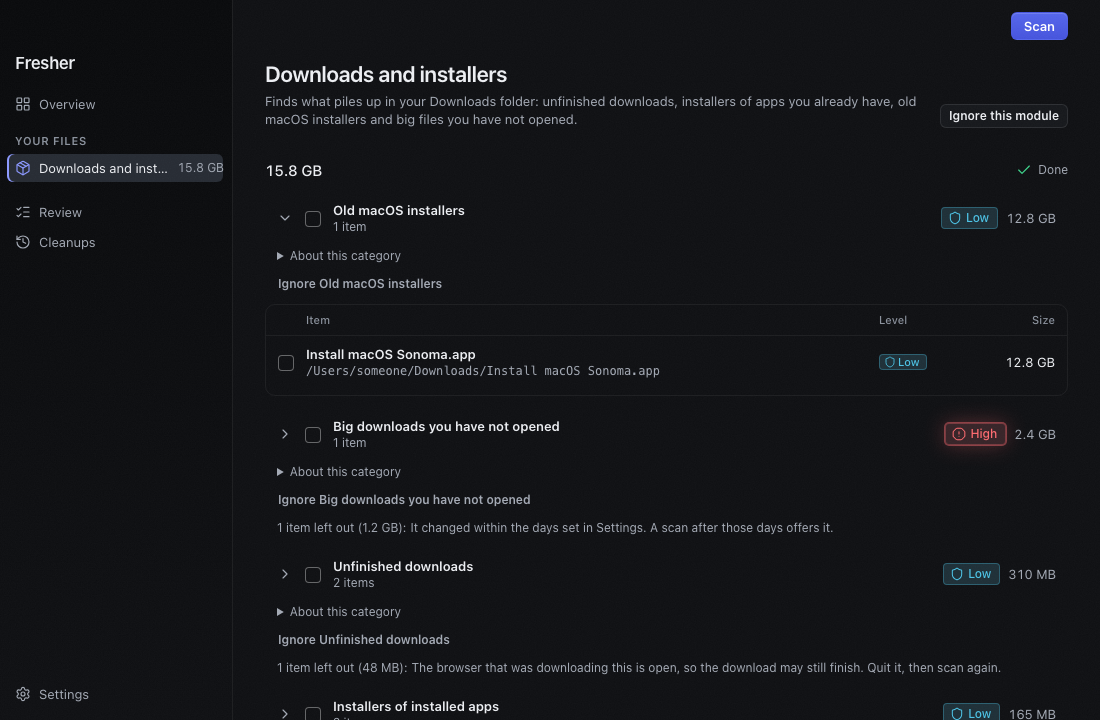 Scan
Fresher
Overview
YOUR FILES
Downloads and inst... 15.8 GB
Review
Cleanups
Settings
Downloads and installers
Finds what piles up in your Downloads folder: unfinished downloads, installers of apps you already have, old
macOS installers and big files you have not opened.
Ignore this module
15.8 GB
Done
Old macOS installers
1 item
Low 12.8 GB
About this category
Ignore Old macOS installers
Item Level Size
Install macOS Sonoma.app
/Users/someone/Downloads/Install macOS Sonoma.app
Low 12.8 GB
Big downloads you have not opened
1 item
High 2.4 GB
About this category
Ignore Big downloads you have not opened
1 item left out (1.2 GB): It changed within the days set in Settings. A scan after those days offers it.
Unfinished downloads
2 items
Low 310 MB
About this category
Ignore Unfinished downloads
1 item left out (48 MB): The browser that was downloading this is open, so the download may still finish. Quit it, then scan again.
Installers of installed apps
Low 165 MB